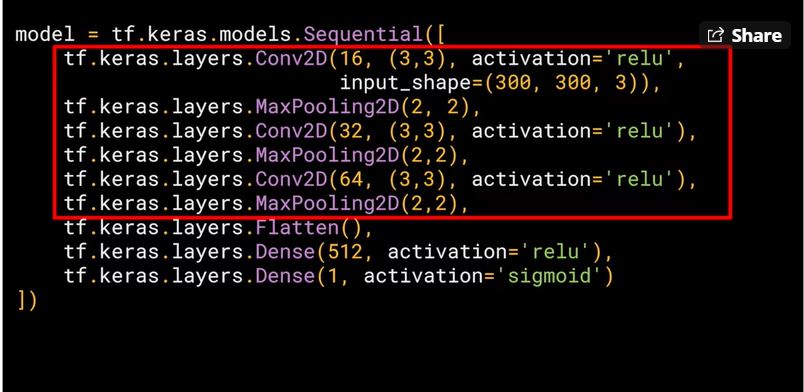 Share
model = tf.keras.models.Sequential([
    tf.keras.layers.Conv2D(16, (3,3), activation='relu',
                           input_shape=(300, 300, 3)),
    tf.keras.layers.MaxPooling2D(2, 2),
    tf.keras.layers.Conv2D(32, (3,3), activation='relu'),
    tf.keras.layers.MaxPooling2D(2,2),
    tf.keras.layers.Conv2D(64, (3,3), activation='relu'),
    tf.keras.layers.MaxPooling2D(2,2),
    tf.keras.layers.Flatten(),
    tf.keras.layers.Dense(512, activation='relu'),
    tf.keras.layers.Dense(1, activation='sigmoid')
])